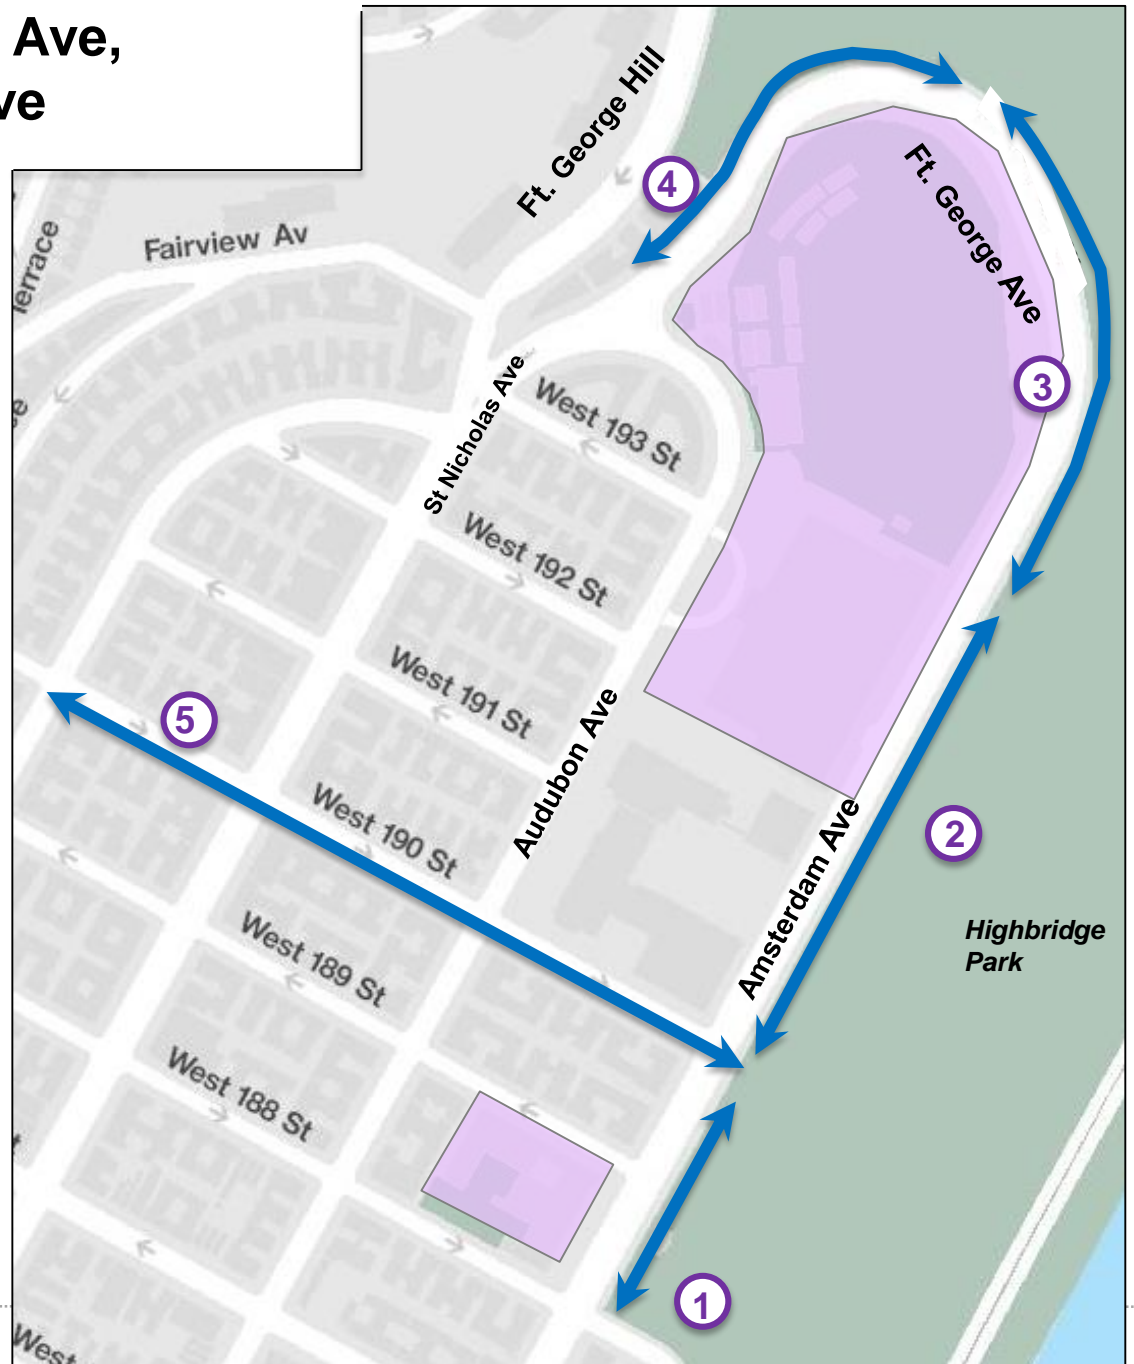 Ave,
ve
Ft. George Hill
4
Fairview Av
Ft. George Ave
3
St Nicholas Ave
West 193 St
West 192 St
West 191 St
5
Audubon Ave
West 190 St
2
Amsterdam Ave
West 189 St
Highbridge
Park
West 188 St
1
West